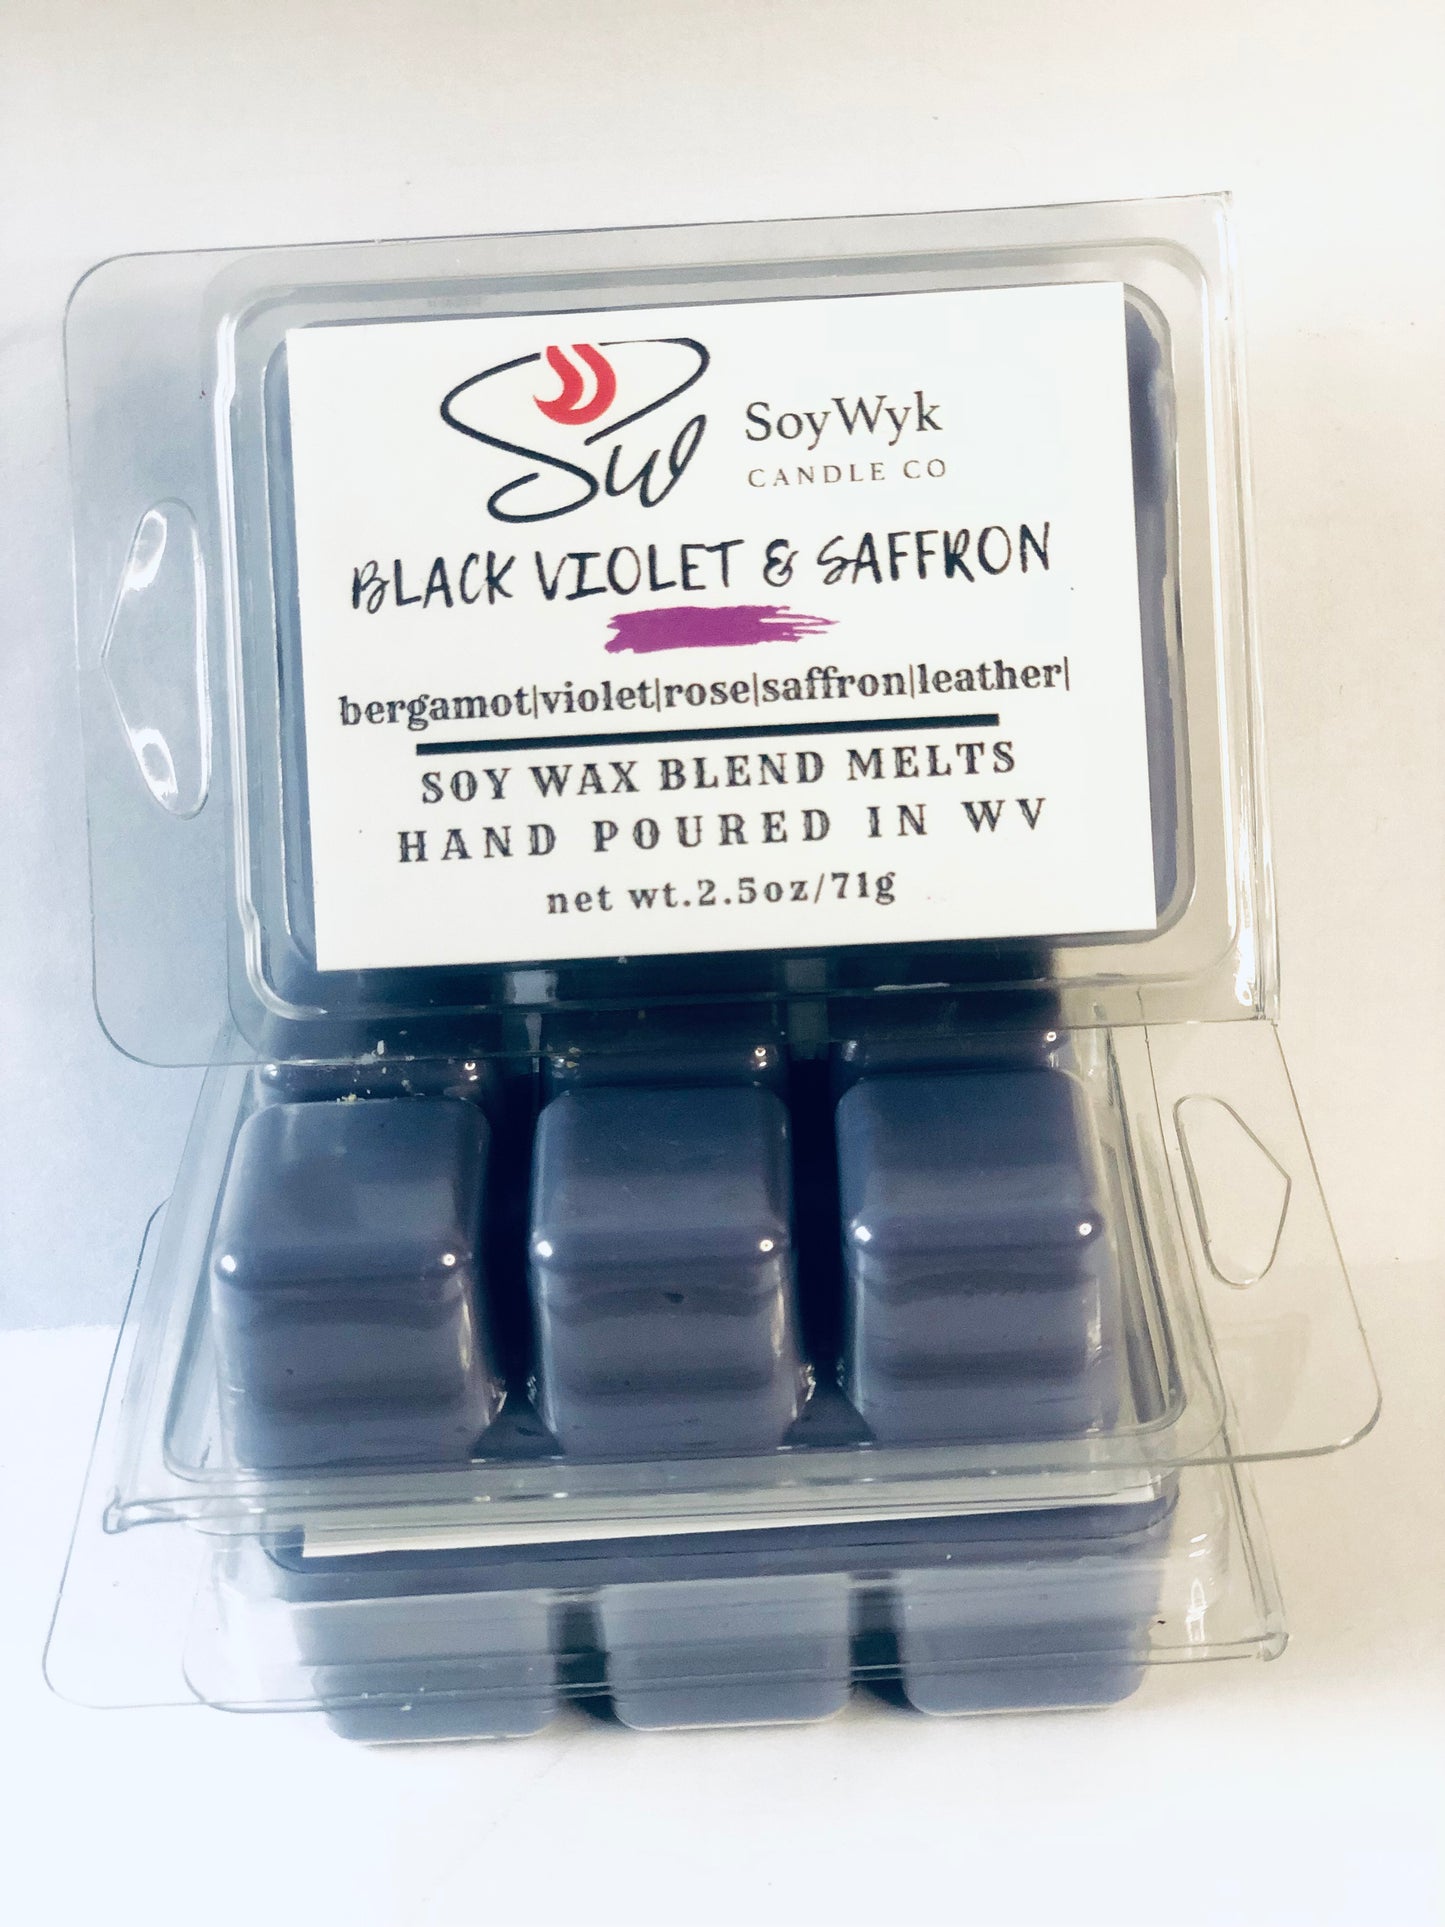 Sw
SoyWyk
CANDLE CO
BLACK VIOLET & SAFFRON
bergamot|violet|rose|saffron|leather|
SOY WAX BLEND MELTS
HAND POURED IN WV
net wt.2.5oz/71g